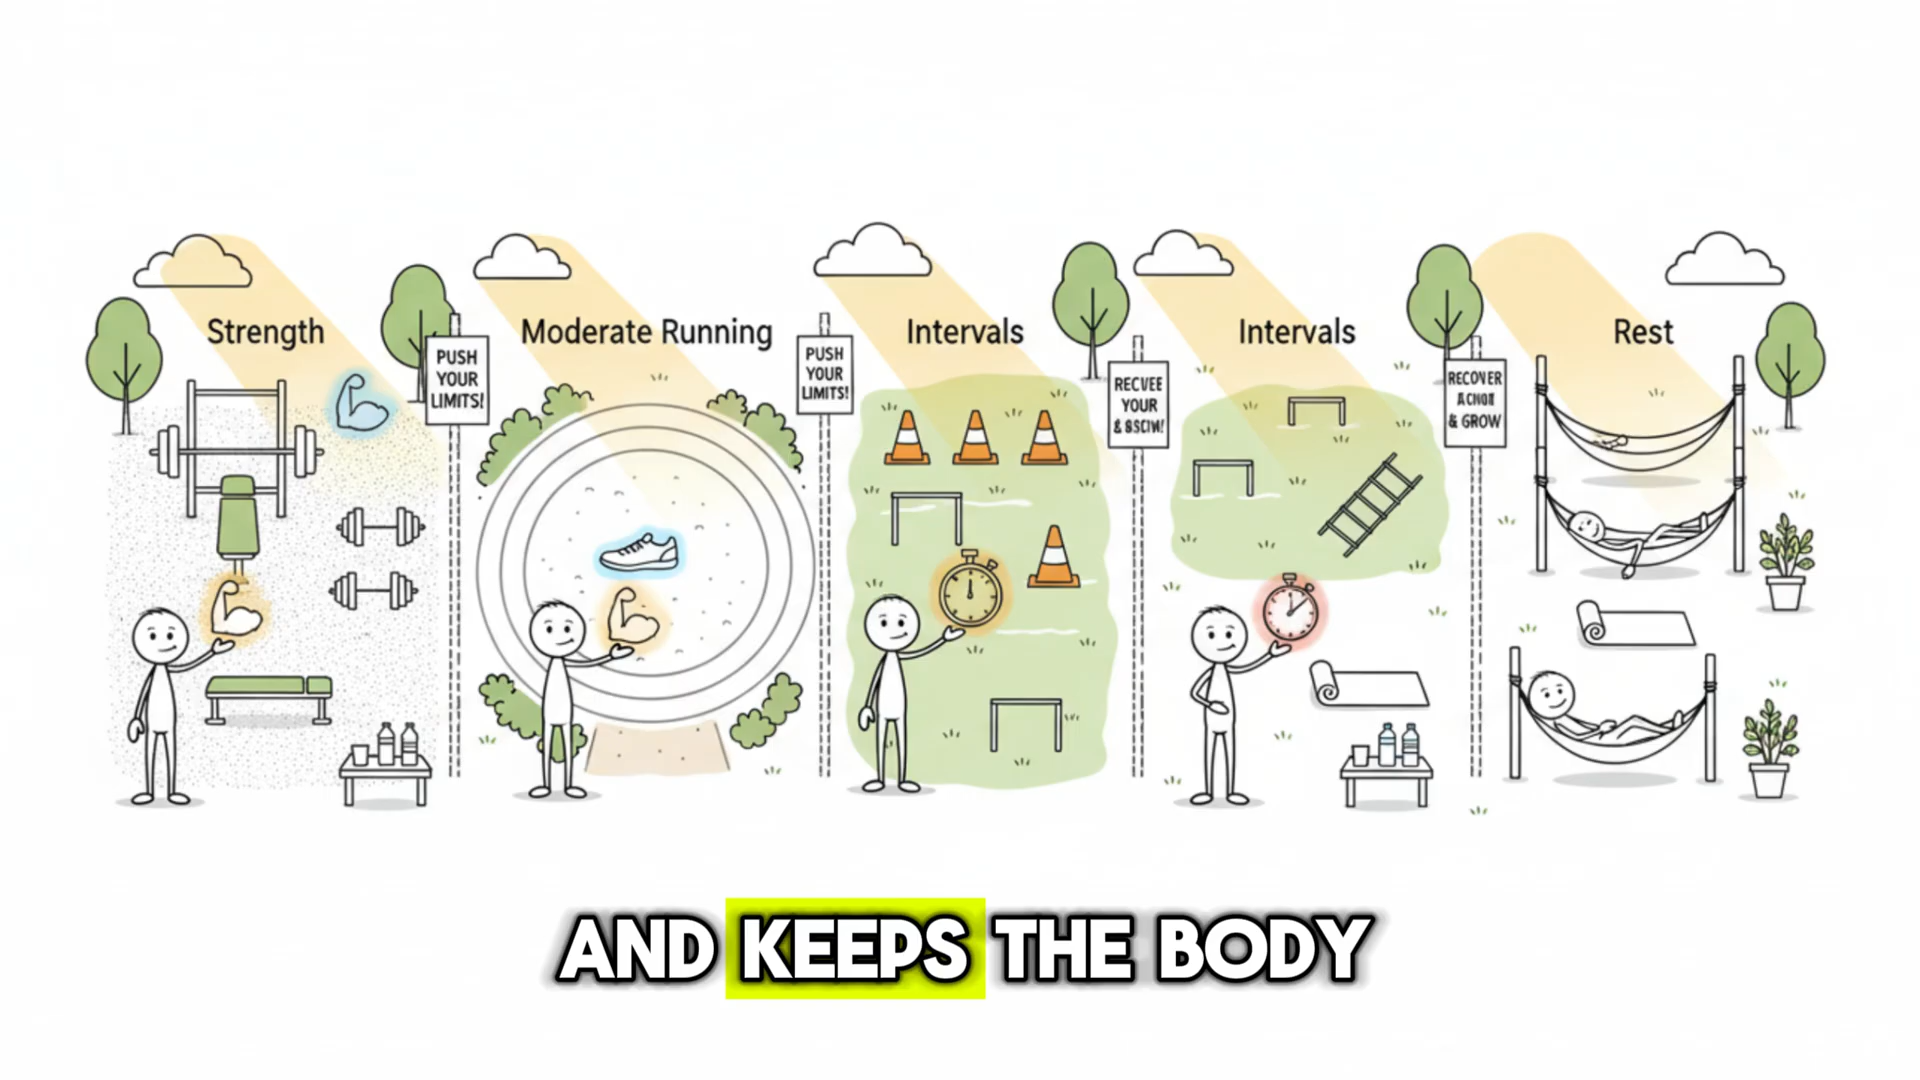 Strength
Moderate Running
Intervals
Intervals
Rest
PUSH
YOUR
LIMITS!
PUSH
YOUR
LIMITS!
RECVEE
YOUR
RECOVER
& GROW
AND KEEPS THE BODY